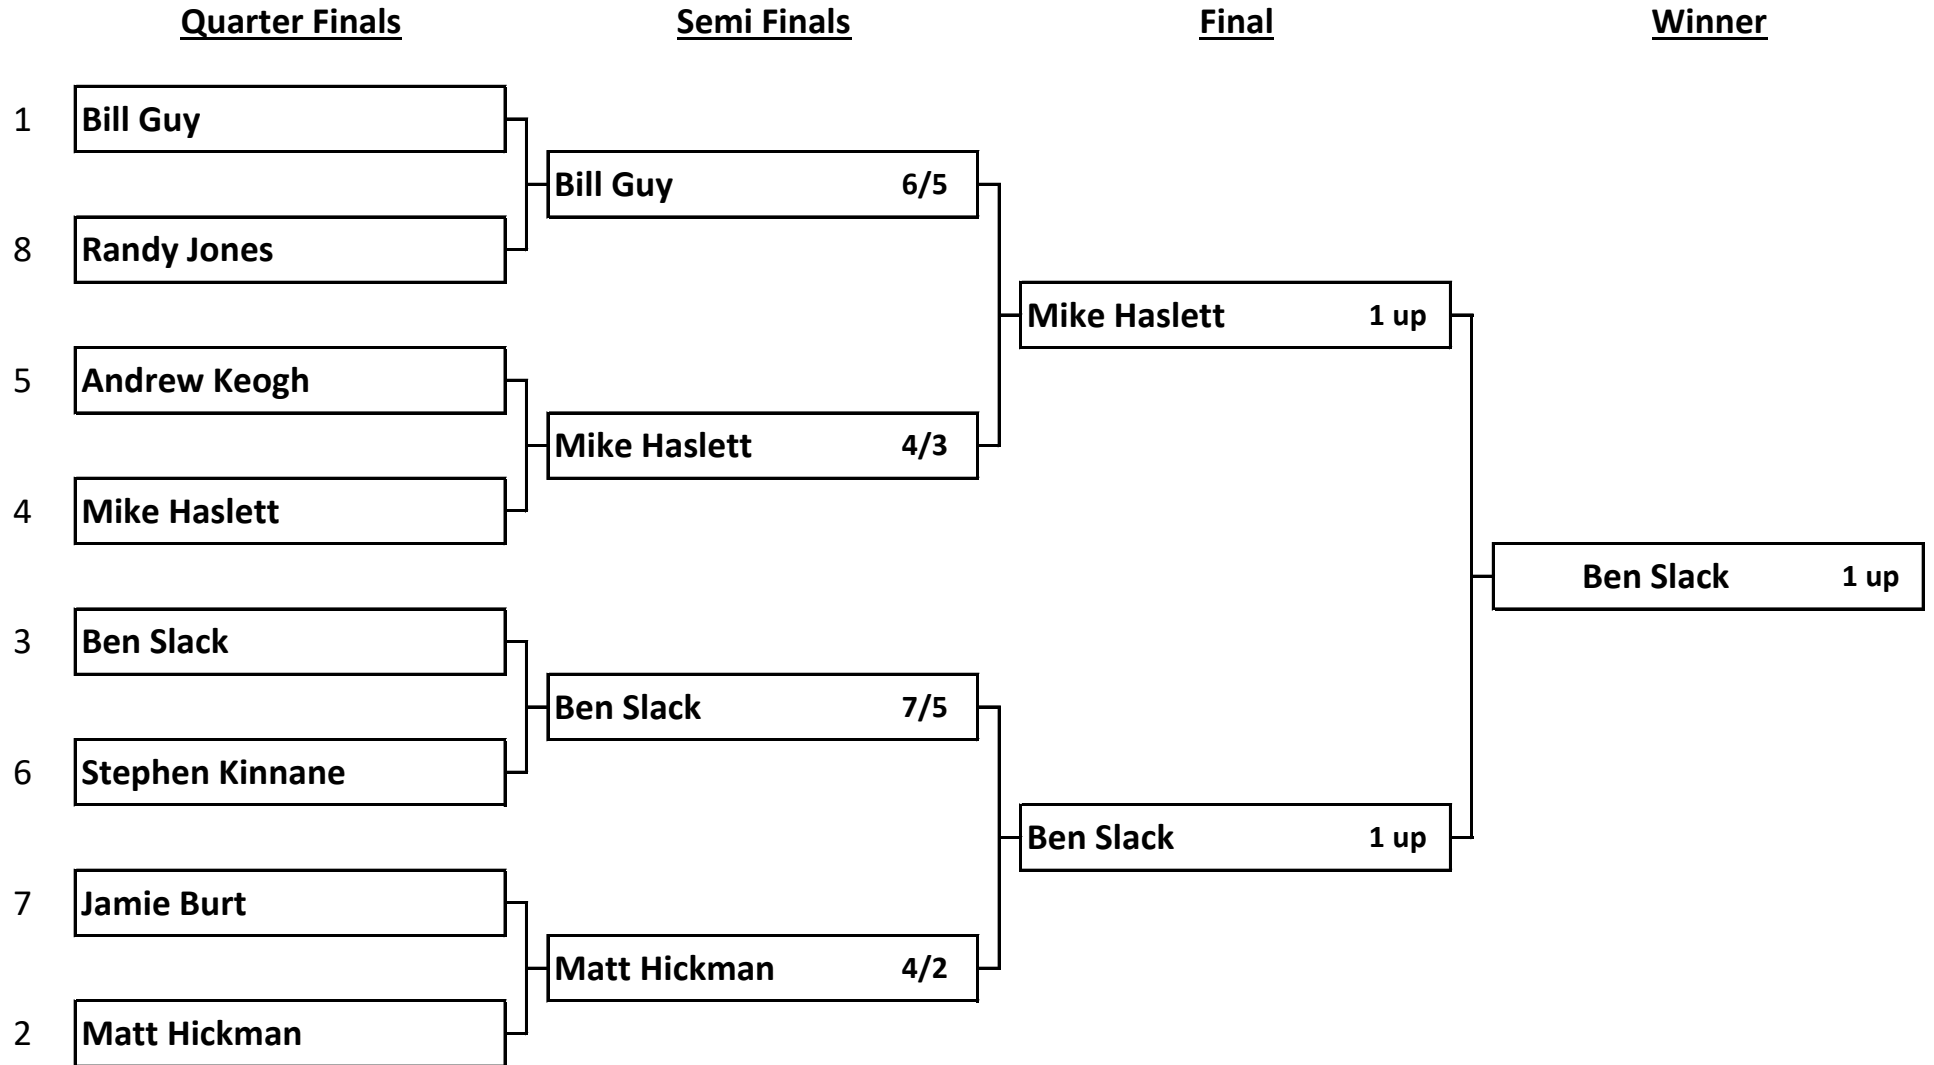 Quarter Finals Semi Finals Final Winner
1 Bill Guy
Bill Guy 6/5
8 Randy Jones
Mike Haslett 1 up
5 Andrew Keogh
Mike Haslett 4/3
4 Mike Haslett
Ben Slack 1 up
3 Ben Slack
Ben Slack 7/5
6 Stephen Kinnane
Ben Slack 1 up
7 Jamie Burt
Matt Hickman 4/2
2 Matt Hickman